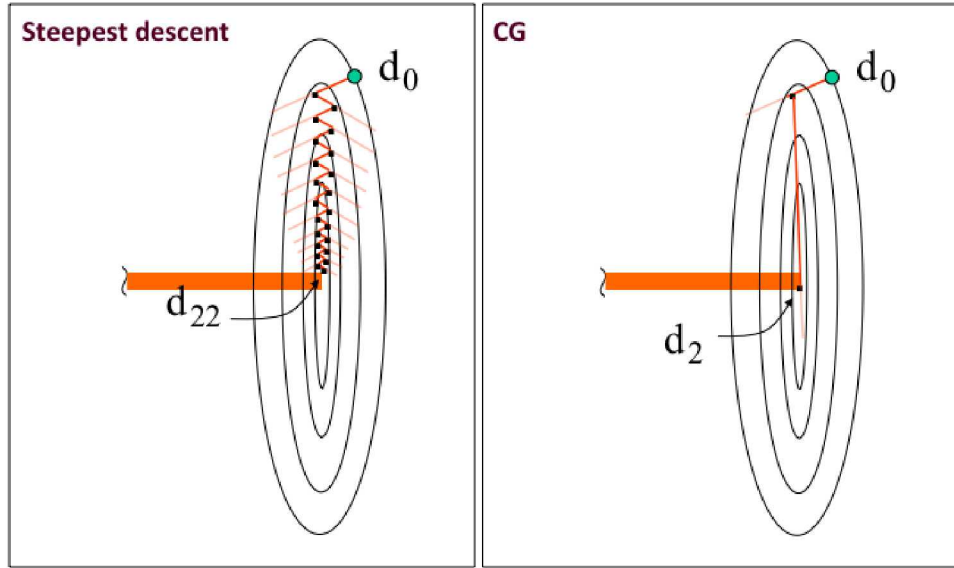 Steepest descent
d₀
d₂₂
CG
d₀
d₂